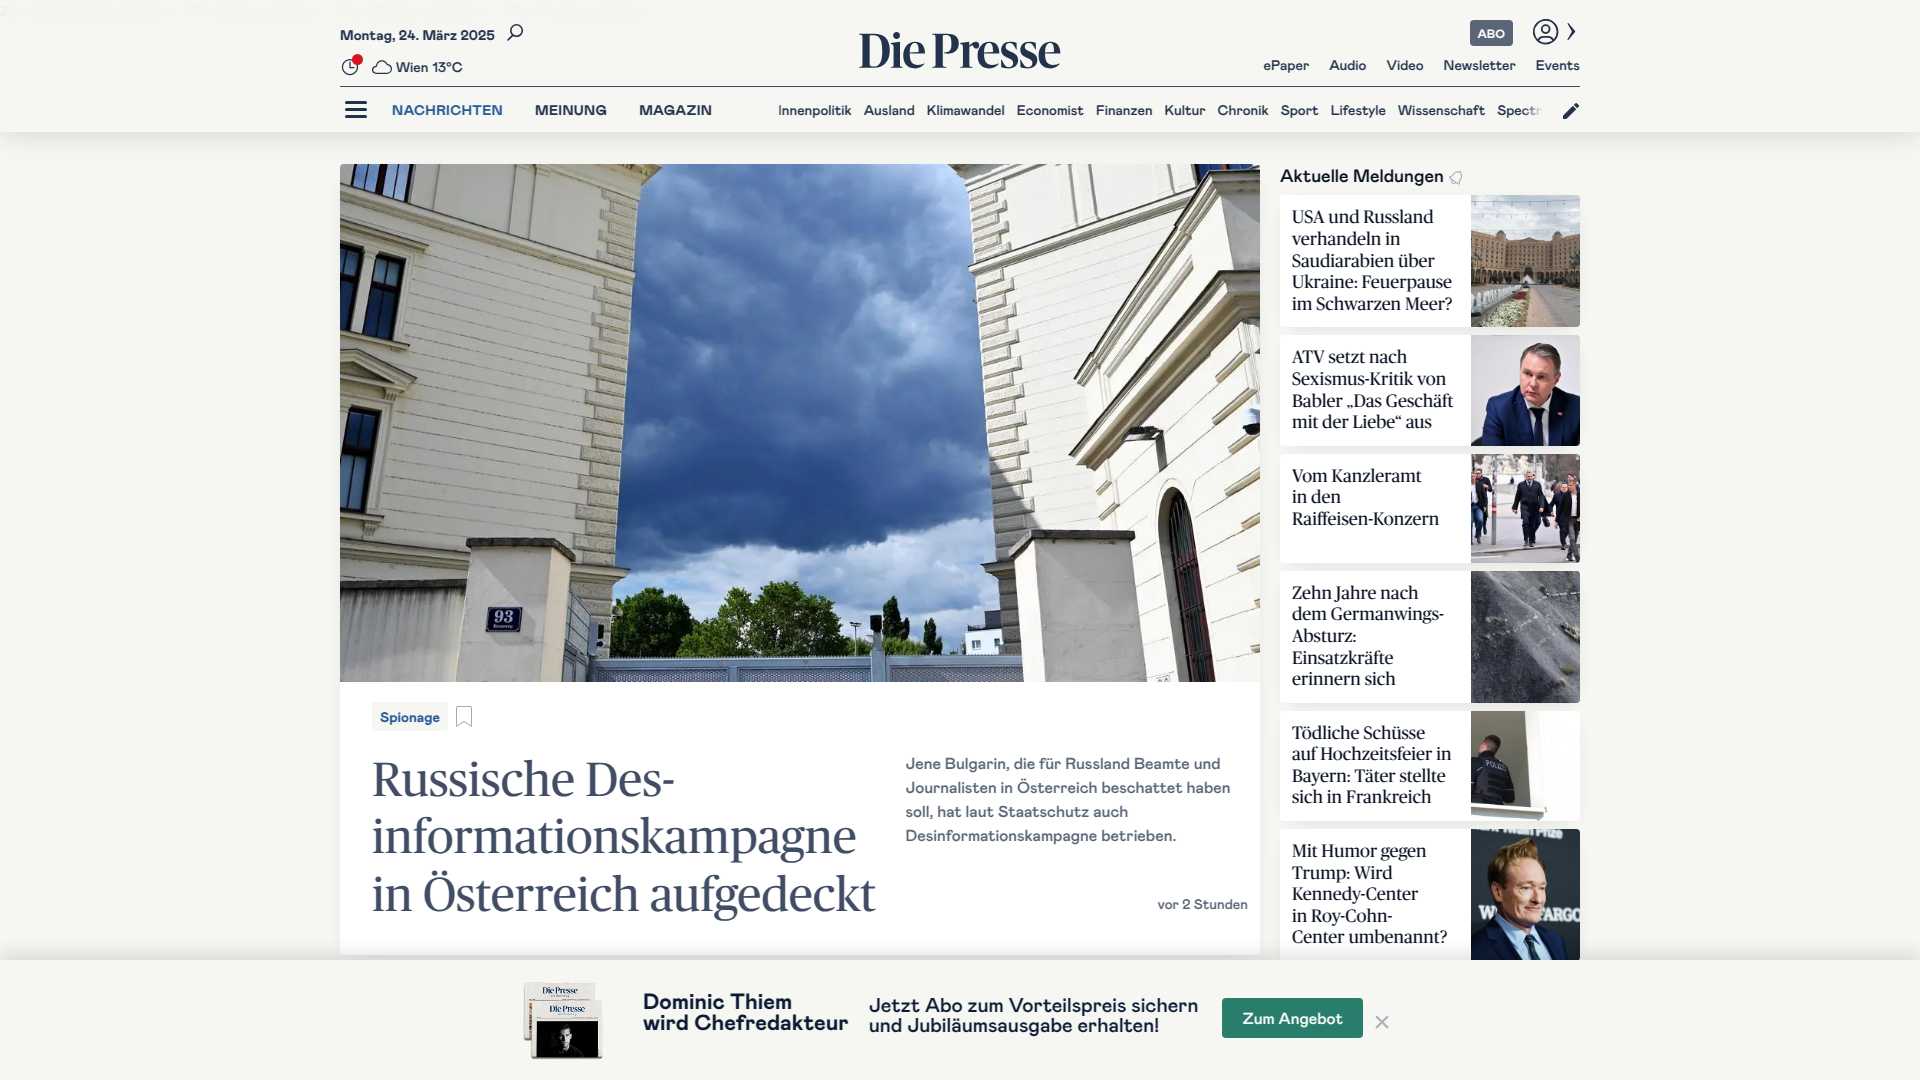 Montag, 24. März 2025
Die Presse
ABO
Wien 13°C
ePaper Audio Video Newsletter Events
NACHRICHTEN MEINUNG MAGAZIN
Innenpolitik Ausland Klimawandel Economist Finanzen Kultur Chronik Sport Lifestyle Wissenschaft Spectr
93
Spionage
Russische Des-
informationskampagne
in Österreich aufgedeckt
Jene Bulgarin, die für Russland Beamte und
Journalisten in Österreich beschattet haben
soll, hat laut Staatschutz auch
Desinformationskampagne betrieben.
vor 2 Stunden
Aktuelle Meldungen
USA und Russland
verhandeln in
Saudiarabien über
Ukraine: Feuerpause
im Schwarzen Meer?
ATV setzt nach
Sexismus-Kritik von
Babler „Das Geschäft
mit der Liebe“ aus
Vom Kanzleramt
in den
Raiffeisen-Konzern
Zehn Jahre nach
dem Germanwings-
Absturz:
Einsatzkräfte
erinnern sich
Tödliche Schüsse
auf Hochzeitsfeier in
Bayern: Täter stellte
sich in Frankreich
Mit Humor gegen
Trump: Wird
Kennedy-Center
in Roy-Cohn-
Center umbenannt?
Die Presse
Die Presse
Dominic Thiem
wird Chefredakteur
Jetzt Abo zum Vorteilspreis sichern
und Jubiläumsausgabe erhalten!
Zum Angebot